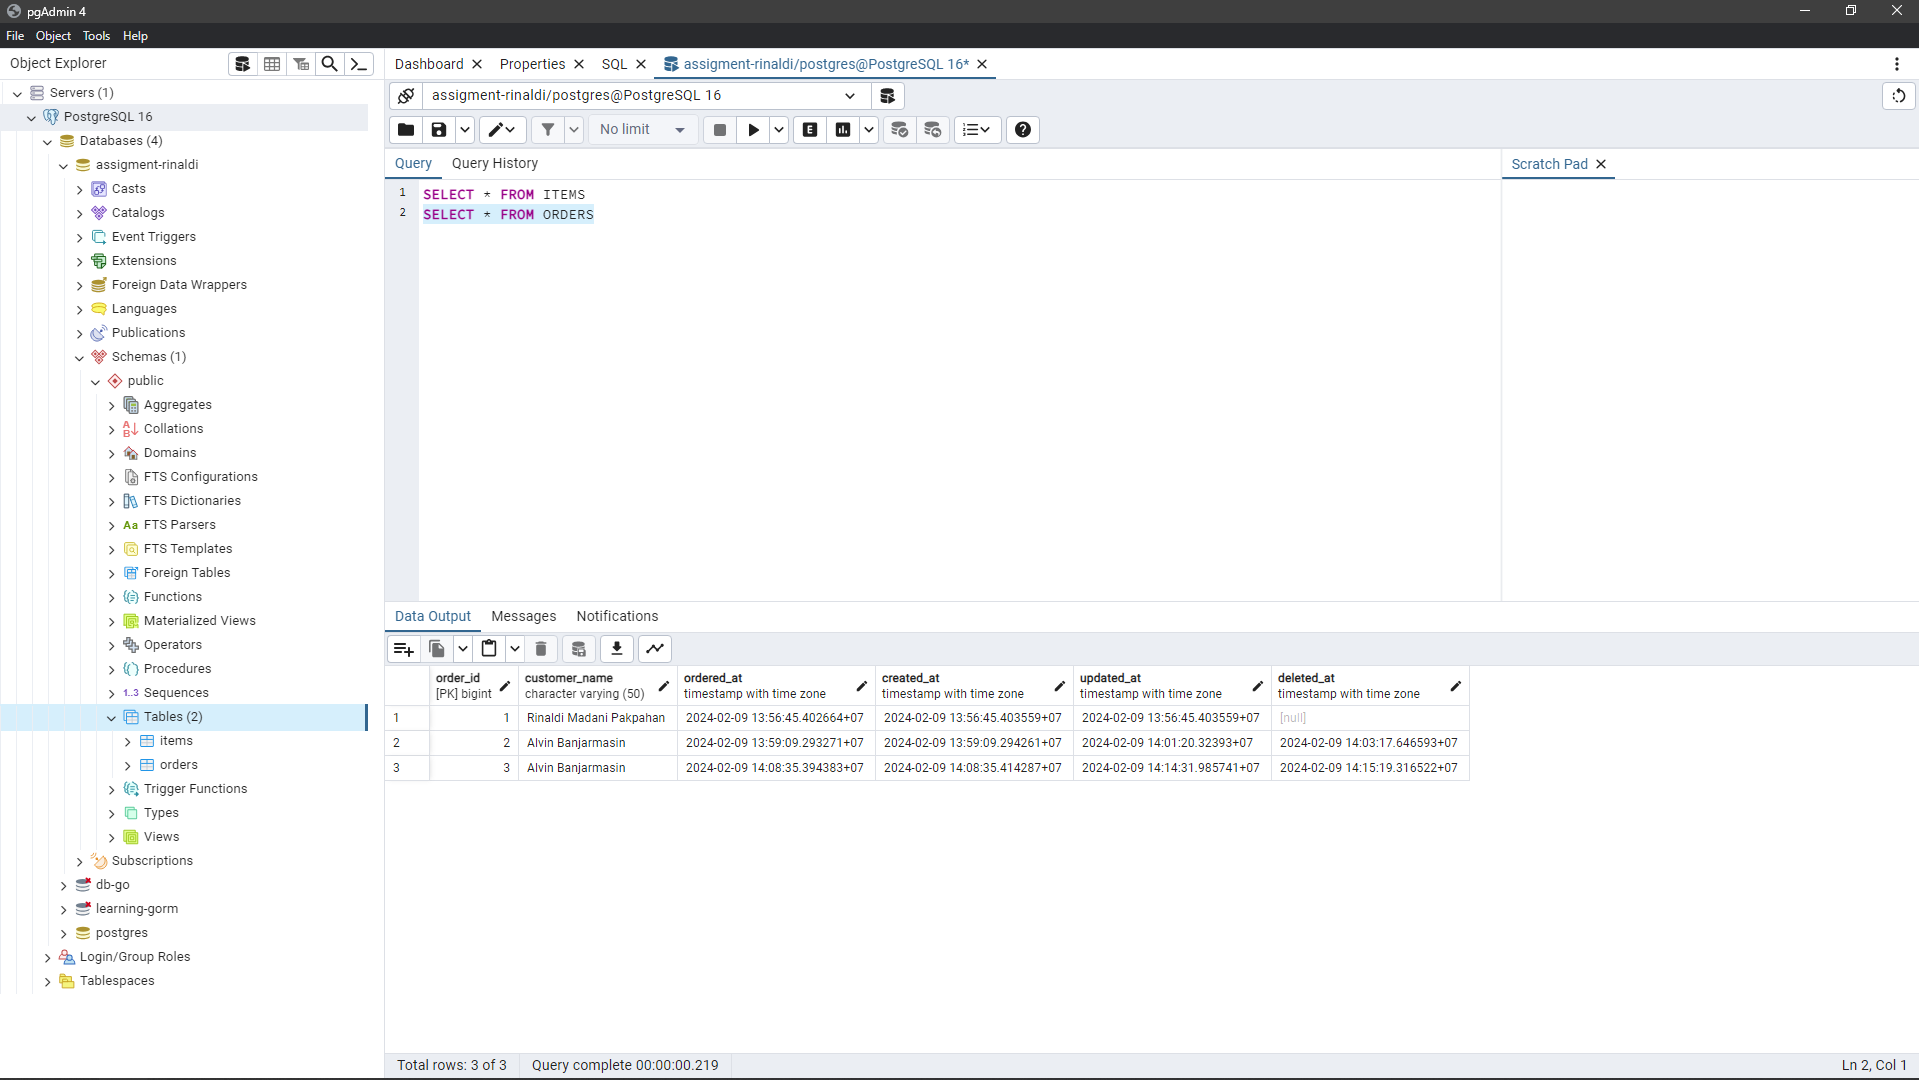 pgAdmin 4
File Object Tools Help
Object Explorer
Servers (1)
PostgreSQL 16
Databases (4)
assigment-rinaldi
Casts
Catalogs
Event Triggers
Extensions
Foreign Data Wrappers
Languages
Publications
Schemas (1)
public
Aggregates
Collations
Domains
FTS Configurations
FTS Dictionaries
Aa FTS Parsers
FTS Templates
Foreign Tables
Functions
Materialized Views
Operators
Procedures
1..3 Sequences
Tables (2)
items
orders
Trigger Functions
Types
Views
Subscriptions
db-go
learning-gorm
postgres
Login/Group Roles
Tablespaces
Dashboard Properties SQL assigment-rinaldi/postgres@PostgreSQL 16*
assigment-rinaldi/postgres@PostgreSQL 16
No limit E
Query Query History
Scratch Pad
1 SELECT * FROM ITEMS
2 SELECT * FROM ORDERS
Data Output Messages Notifications
order_id customer_name ordered_at created_at updated_at deleted_at
[PK] bigint character varying (50) timestamp with time zone timestamp with time zone timestamp with time zone timestamp with time zone
1 1 Rinaldi Madani Pakpahan 2024-02-09 13:56:45.402664+07 2024-02-09 13:56:45.403559+07 2024-02-09 13:56:45.403559+07 [null]
2 2 Alvin Banjarmasin 2024-02-09 13:59:09.293271+07 2024-02-09 13:59:09.294261+07 2024-02-09 14:01:20.32393+07 2024-02-09 14:03:17.646593+07
3 3 Alvin Banjarmasin 2024-02-09 14:08:35.394383+07 2024-02-09 14:08:35.414287+07 2024-02-09 14:14:31.985741+07 2024-02-09 14:15:19.316522+07
Total rows: 3 of 3 Query complete 00:00:00.219 Ln 2, Col 1